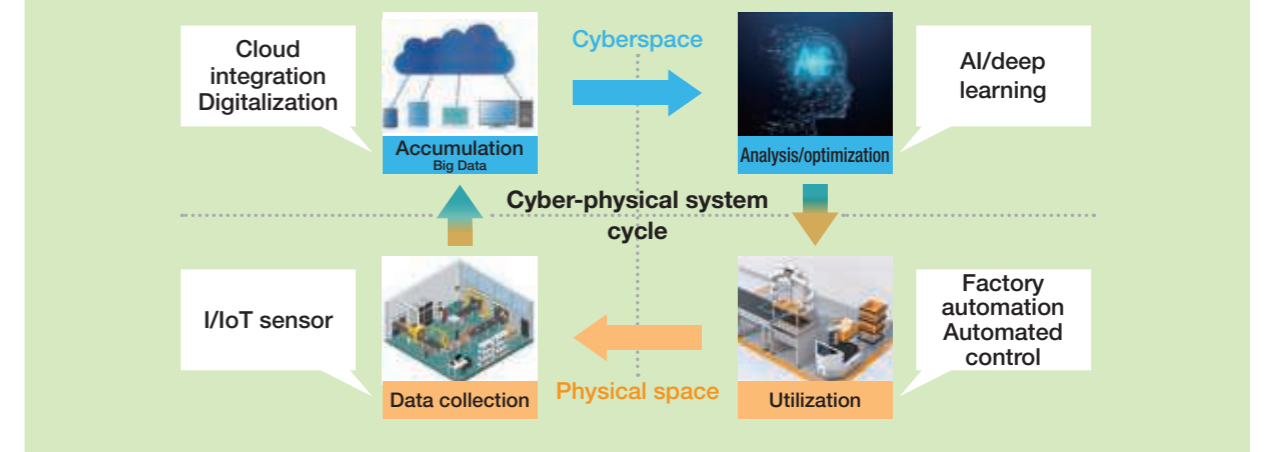 Cloud
integration
Digitalization
Accumulation
Big Data
Cyberspace
AI
Analysis/optimization
AI/deep
learning
Cyber-physical system
cycle
I/IoT sensor
Data collection
Physical space
Utilization
Factory
automation
Automated
control